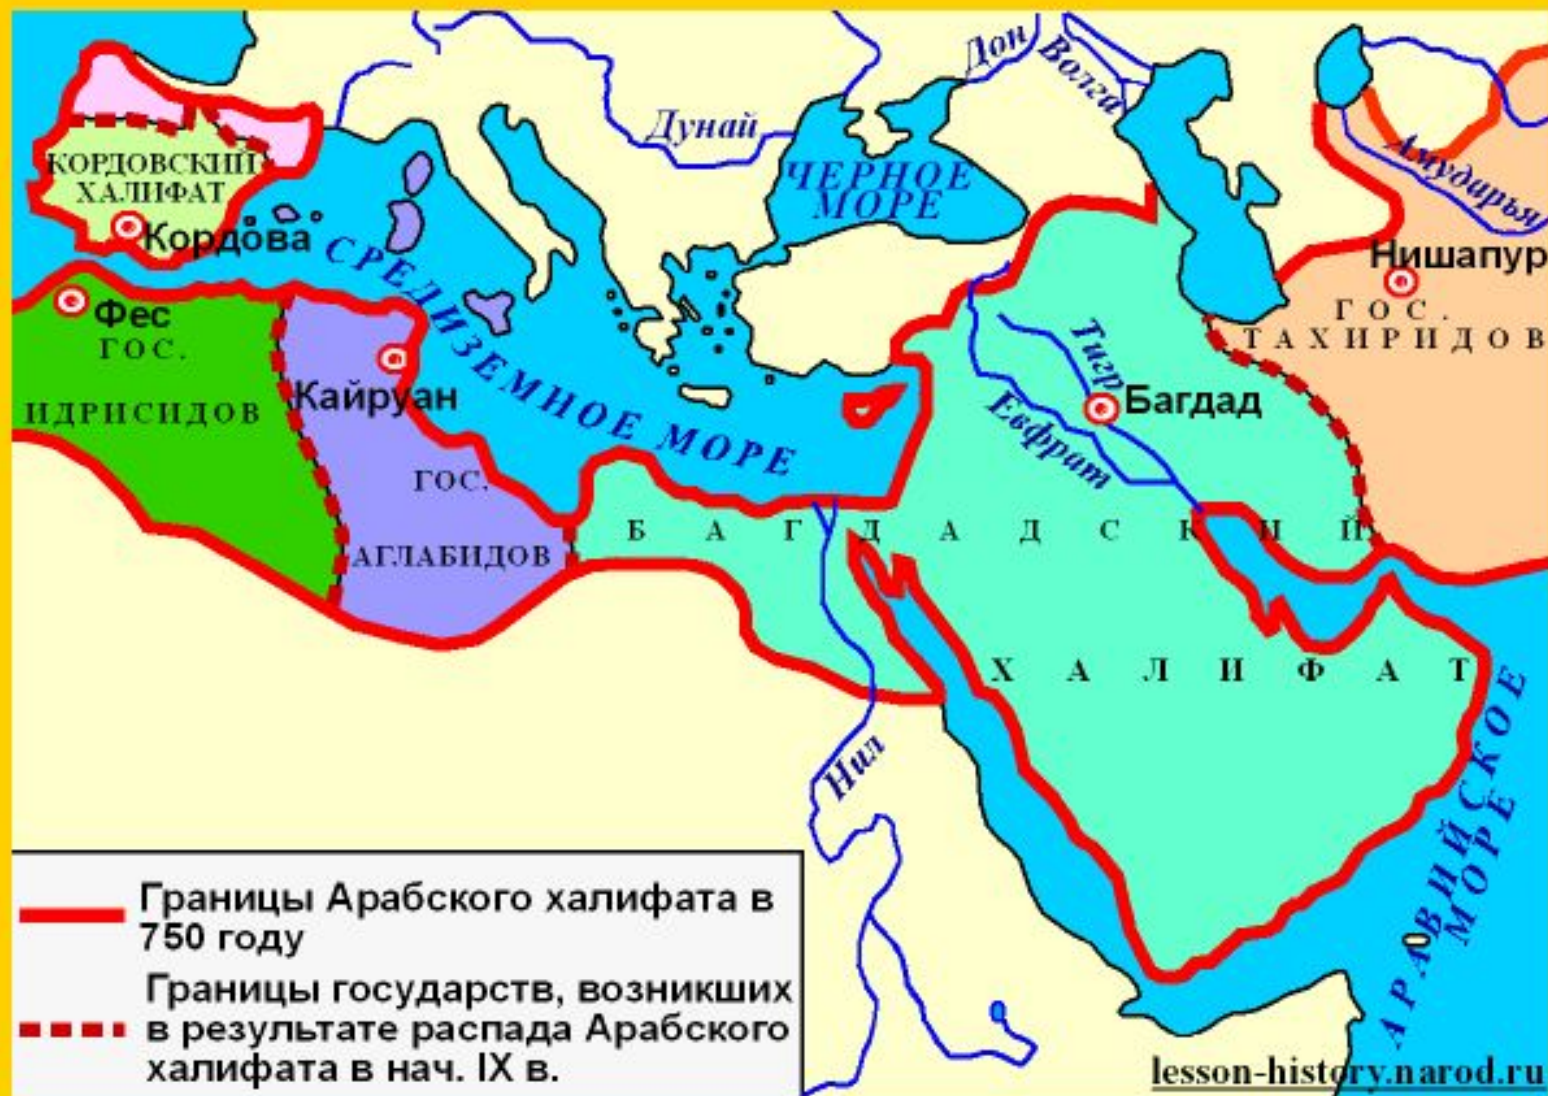 Дон
Волга
Дунай
Амударья
ЧЕРНОЕ
МОРЕ
КОРДОВСКИЙ
ХАЛИФАТ
Кордова
СРЕДИЗЕМНОЕ МОРЕ
Нишапур
ГОС.
ТАХИРИДОВ
Фес
ГОС.
ИДРИСИДОВ
Кайруан
ГОС.
АГЛАБИДОВ
Тигр
Багдад
Евфрат
БАГДАДСКИЙ
ХАЛИФАТ
Нил
АРАВИЙСКОЕ
МОРЕ
Границы Арабского халифата в
750 году
Границы государств, возникших
в результате распада Арабского
халифата в нач. IX в.
lesson-history.narod.ru